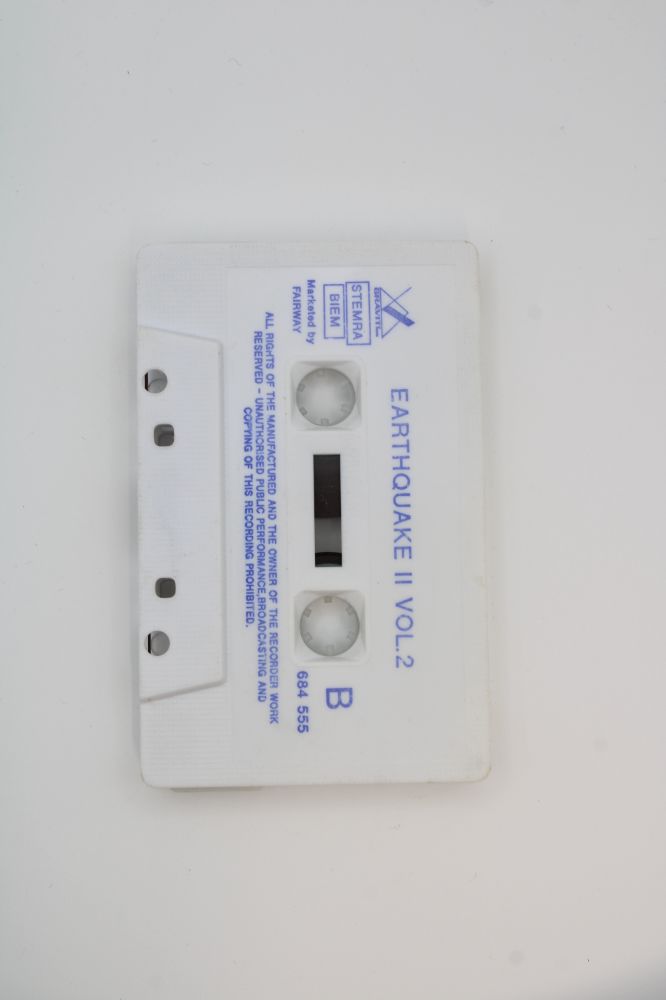 GRAVITI
STEMRA
BIEM
Marketed by
FAIRWAY
EARTHQUAKE II VOL.2
B
684 555
ALL RIGHTS OF THE MANUFACTURED AND THE OWNER OF THE RECORDER WORK
RESERVED - UNAUTHORISED PUBLIC PERFORMANCE,BROADCASTING AND
COPYING OF THIS RECORDING PROHIBITED.